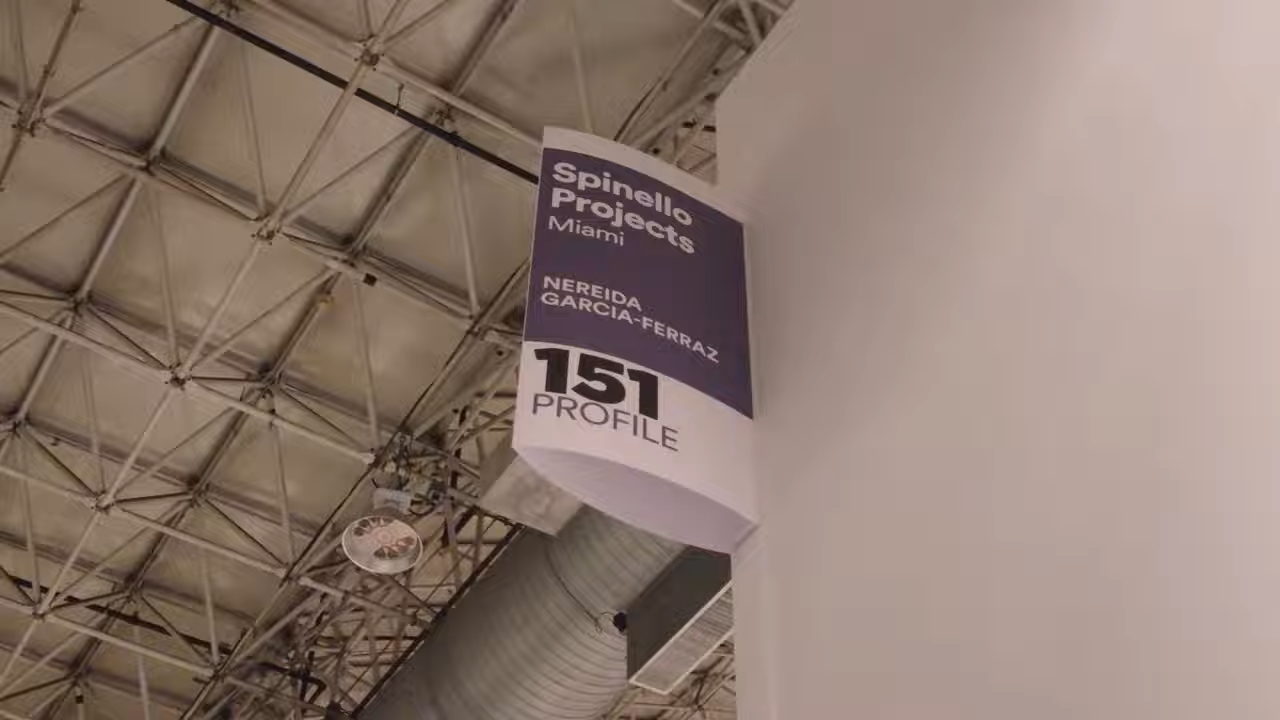 Spinello
Projects
Miami
NEREIDA
GARCIA-FERRAZ
151
PROFILE